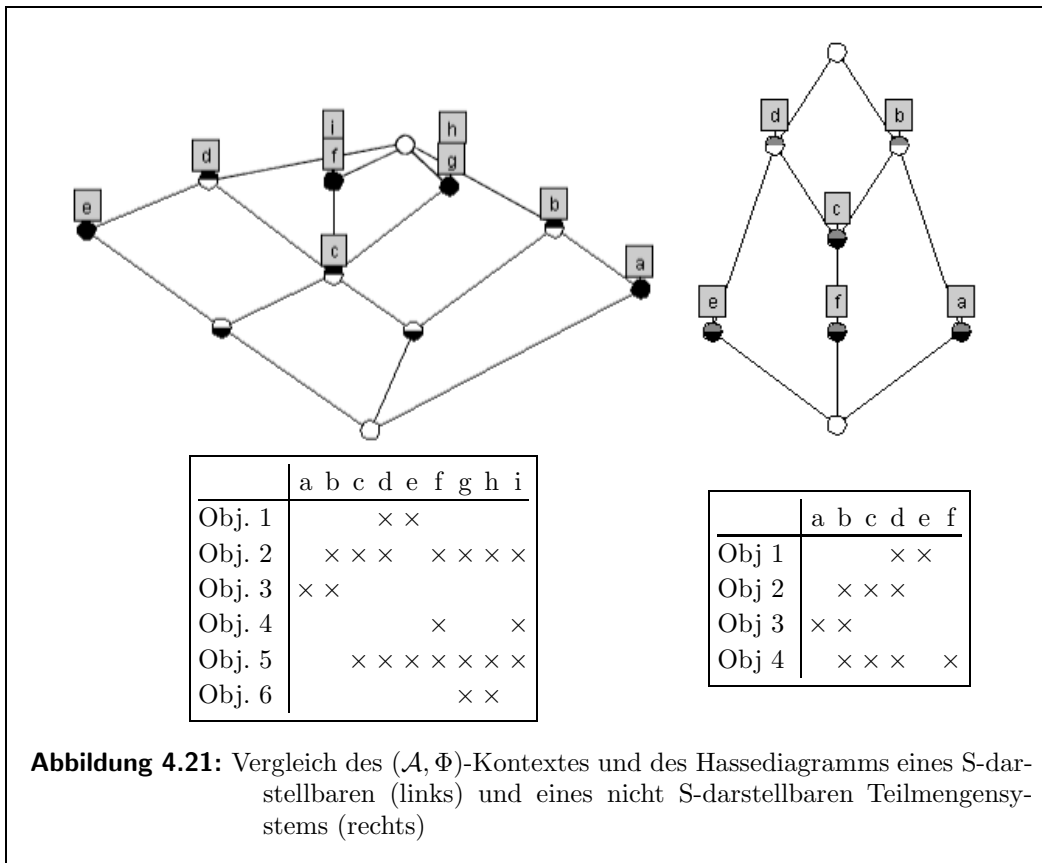 i h
d f g
e b
c
a
d b
c
e f a
a b c d e f g h i
Obj. 1 × ×
Obj. 2 × × × × × × ×
Obj. 3 × ×
Obj. 4 × ×
Obj. 5 × × × × × × ×
Obj. 6 × ×
a b c d e f
Obj 1 × ×
Obj 2 × × ×
Obj 3 × ×
Obj 4 × × × ×
Abbildung 4.21: Vergleich des (𝒜, Φ)-Kontextes und des Hassediagramms eines S-dar-
stellbaren (links) und eines nicht S-darstellbaren Teilmengensy-
stems (rechts)